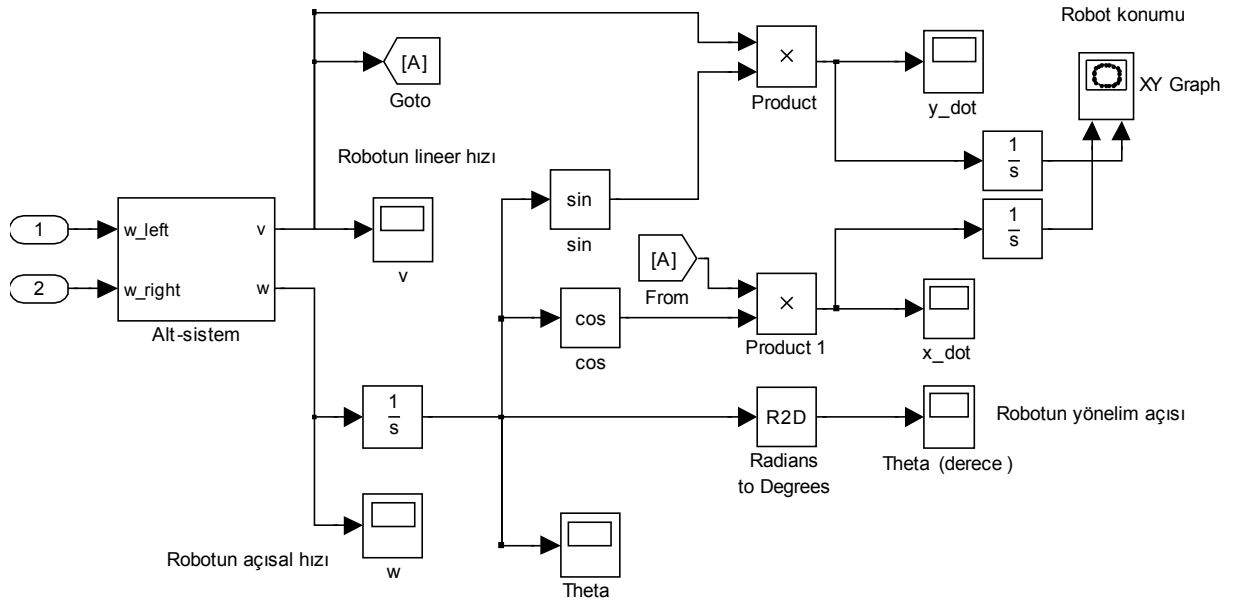 Robot konumu
[A]
Goto
×
Product
y_dot
XY Graph
Robotun lineer hızı
1
s
sin
sin
1
w_left
v
v
1
s
2
w_right
w
Alt-sistem
[A]
From
cos
cos
×
Product 1
x_dot
1
s
R2D
Radians
to Degrees
Theta (derece )
Robotun yönelim açısı
Robotun açısal hızı
w
Theta